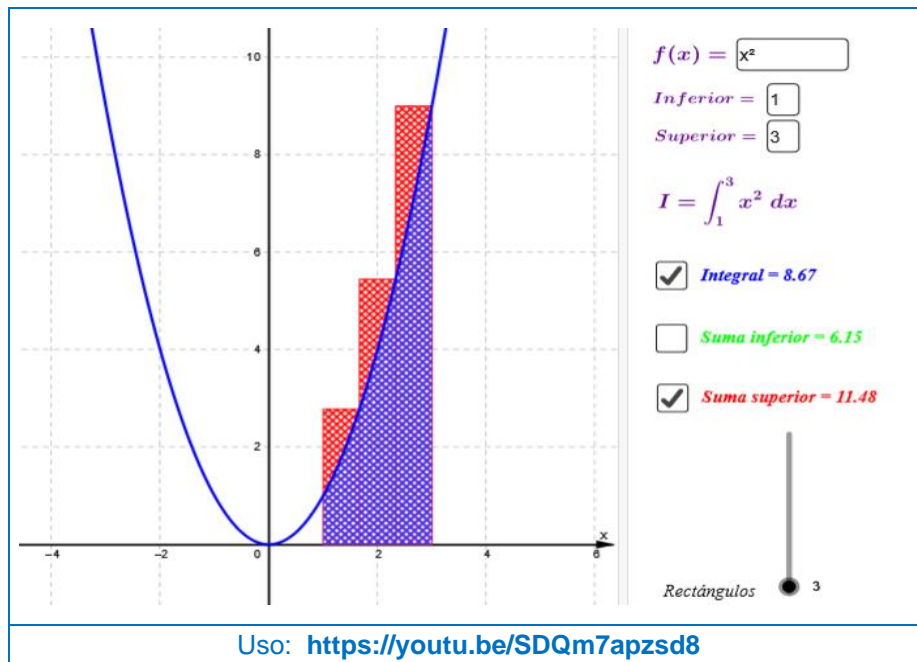 10
8
6
4
2
-4
-2
0
2
4
6
x
f(x) = x²
Inferior = 1
Superior = 3
I = ∫₁³ x² dx
Integral = 8.67
Suma inferior = 6.15
Suma superior = 11.48
Rectángulos 3
Uso: https://youtu.be/SDQm7apzsd8